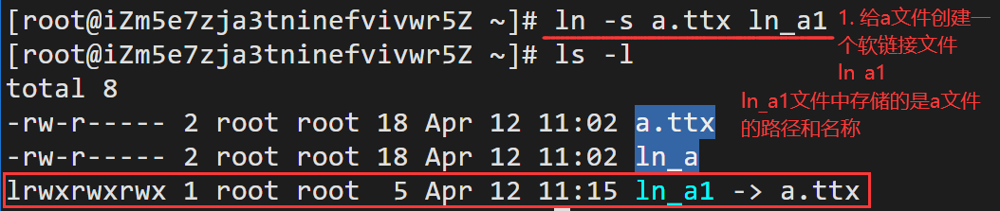 [root@iZm5e7zja3tninefvivwr5Z ~]# ln -s a.ttx ln_a1
1. 给a文件创建一
个软链接文件
ln_a1
[root@iZm5e7zja3tninefvivwr5Z ~]# ls -l
ln_a1文件中存储的是a文件
的路径和名称
total 8
-rw-r----- 2 root root 18 Apr 12 11:02 a.ttx
-rw-r----- 2 root root 18 Apr 12 11:02 ln_a
lrwxrwxrwx 1 root root  5 Apr 12 11:15 ln_a1 -> a.ttx